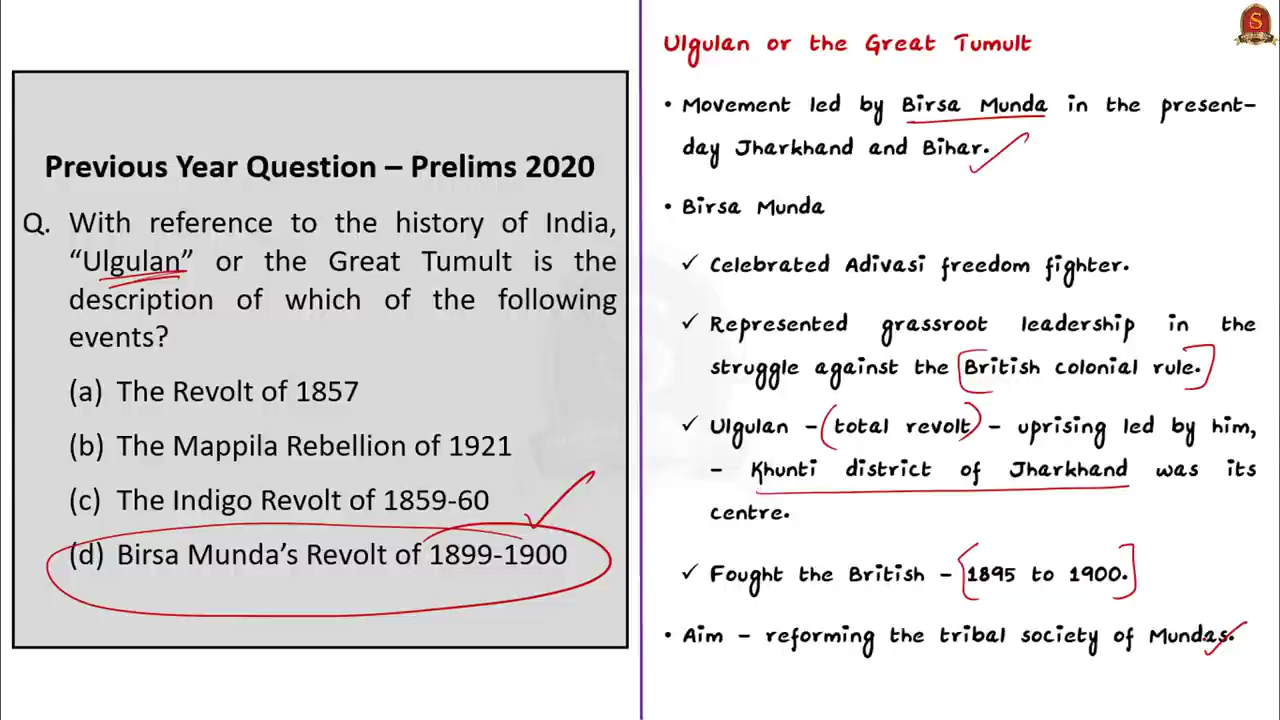 Previous Year Question – Prelims 2020
Q. With reference to the history of India,
“Ulgulan” or the Great Tumult is the
description of which of the following
events?
(a) The Revolt of 1857
(b) The Mappila Rebellion of 1921
(c) The Indigo Revolt of 1859-60
(d) Birsa Munda’s Revolt of 1899-1900
Ulgulan or the Great Tumult
• Movement led by Birsa Munda in the present-
day Jharkhand and Bihar.
• Birsa Munda
✓ Celebrated Adivasi freedom fighter.
✓ Represented grassroot leadership in the
struggle against the British colonial rule.
✓ Ulgulan – (total revolt) – uprising led by him,
– Khunti district of Jharkhand was its
centre.
✓ Fought the British – 1895 to 1900.
• Aim – reforming the tribal society of Mundas.
S